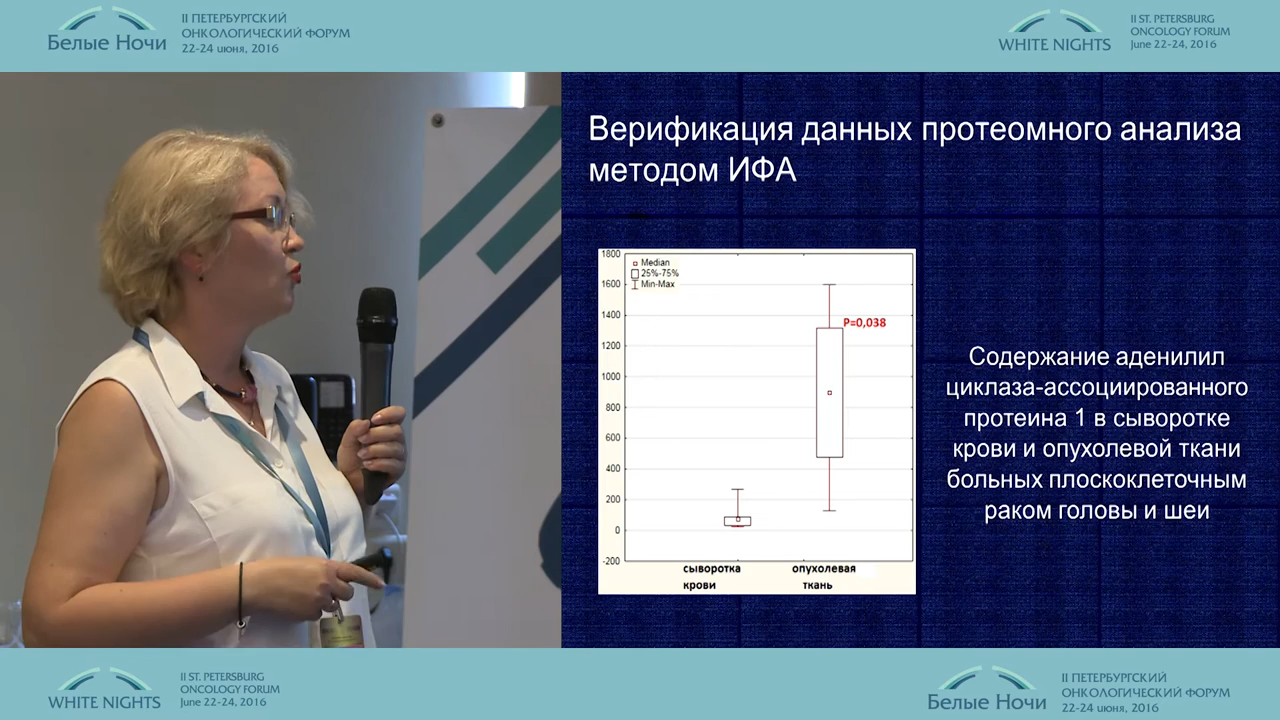 Белые Ночи
II ПЕТЕРБУРГСКИЙ
ОНКОЛОГИЧЕСКИЙ ФОРУМ
22-24 июня, 2016
WHITE NIGHTS
II ST. PETERSBURG
ONCOLOGY FORUM
June 22-24, 2016
Верификация данных протеомного анализа
методом ИФА
1800
1600
1400
1200
1000
800
600
400
200
0
-200
Median
25%-75%
Min-Max
P=0,038
сыворотка
крови
опухолевая
ткань
Содержание аденилил
циклаза-ассоциированного
протеина 1 в сыворотке
крови и опухолевой ткани
больных плоскоклеточным
раком головы и шеи
WHITE NIGHTS
II ST. PETERSBURG
ONCOLOGY FORUM
June 22-24, 2016
Белые Ночи
II ПЕТЕРБУРГСКИЙ
ОНКОЛОГИЧЕСКИЙ ФОРУМ
22-24 июня, 2016